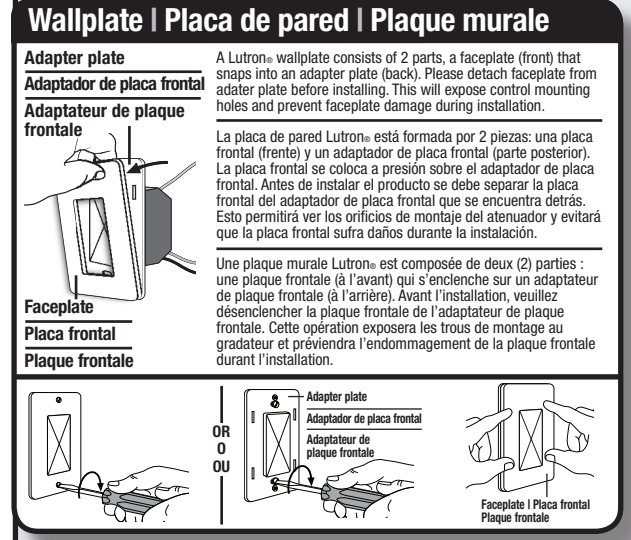 Wallplate | Placa de pared | Plaque murale
Adapter plate
Adaptador de placa frontal
Adaptateur de plaque
frontale
Faceplate
Placa frontal
Plaque frontale
A Lutron® wallplate consists of 2 parts, a faceplate (front) that
snaps into an adapter plate (back). Please detach faceplate from
adater plate before installing. This will expose control mounting
holes and prevent faceplate damage during installation.
La placa de pared Lutron® está formada por 2 piezas: una placa
frontal (frente) y un adaptador de placa frontal (parte posterior).
La placa frontal se coloca a presión sobre el adaptador de placa
frontal. Antes de instalar el producto se debe separar la placa
frontal del adaptador de placa frontal que se encuentra detrás.
Esto permitirá ver los orificios de montaje del atenuador y evitará
que la placa frontal sufra daños durante la instalación.
Une plaque murale Lutron® est composée de deux (2) parties :
une plaque frontale (à l'avant) qui s'enclenche sur un adaptateur
de plaque frontale (à l'arrière). Avant l'installation, veuillez
désenclencher la plaque frontale de l'adaptateur de plaque
frontale. Cette opération exposera les trous de montage au
gradateur et préviendra l'endommagement de la plaque frontale
durant l'installation.
OR
O
OU
Adapter plate
Adaptador de placa frontal
Adaptateur de
plaque frontale
Faceplate | Placa frontal
Plaque frontale